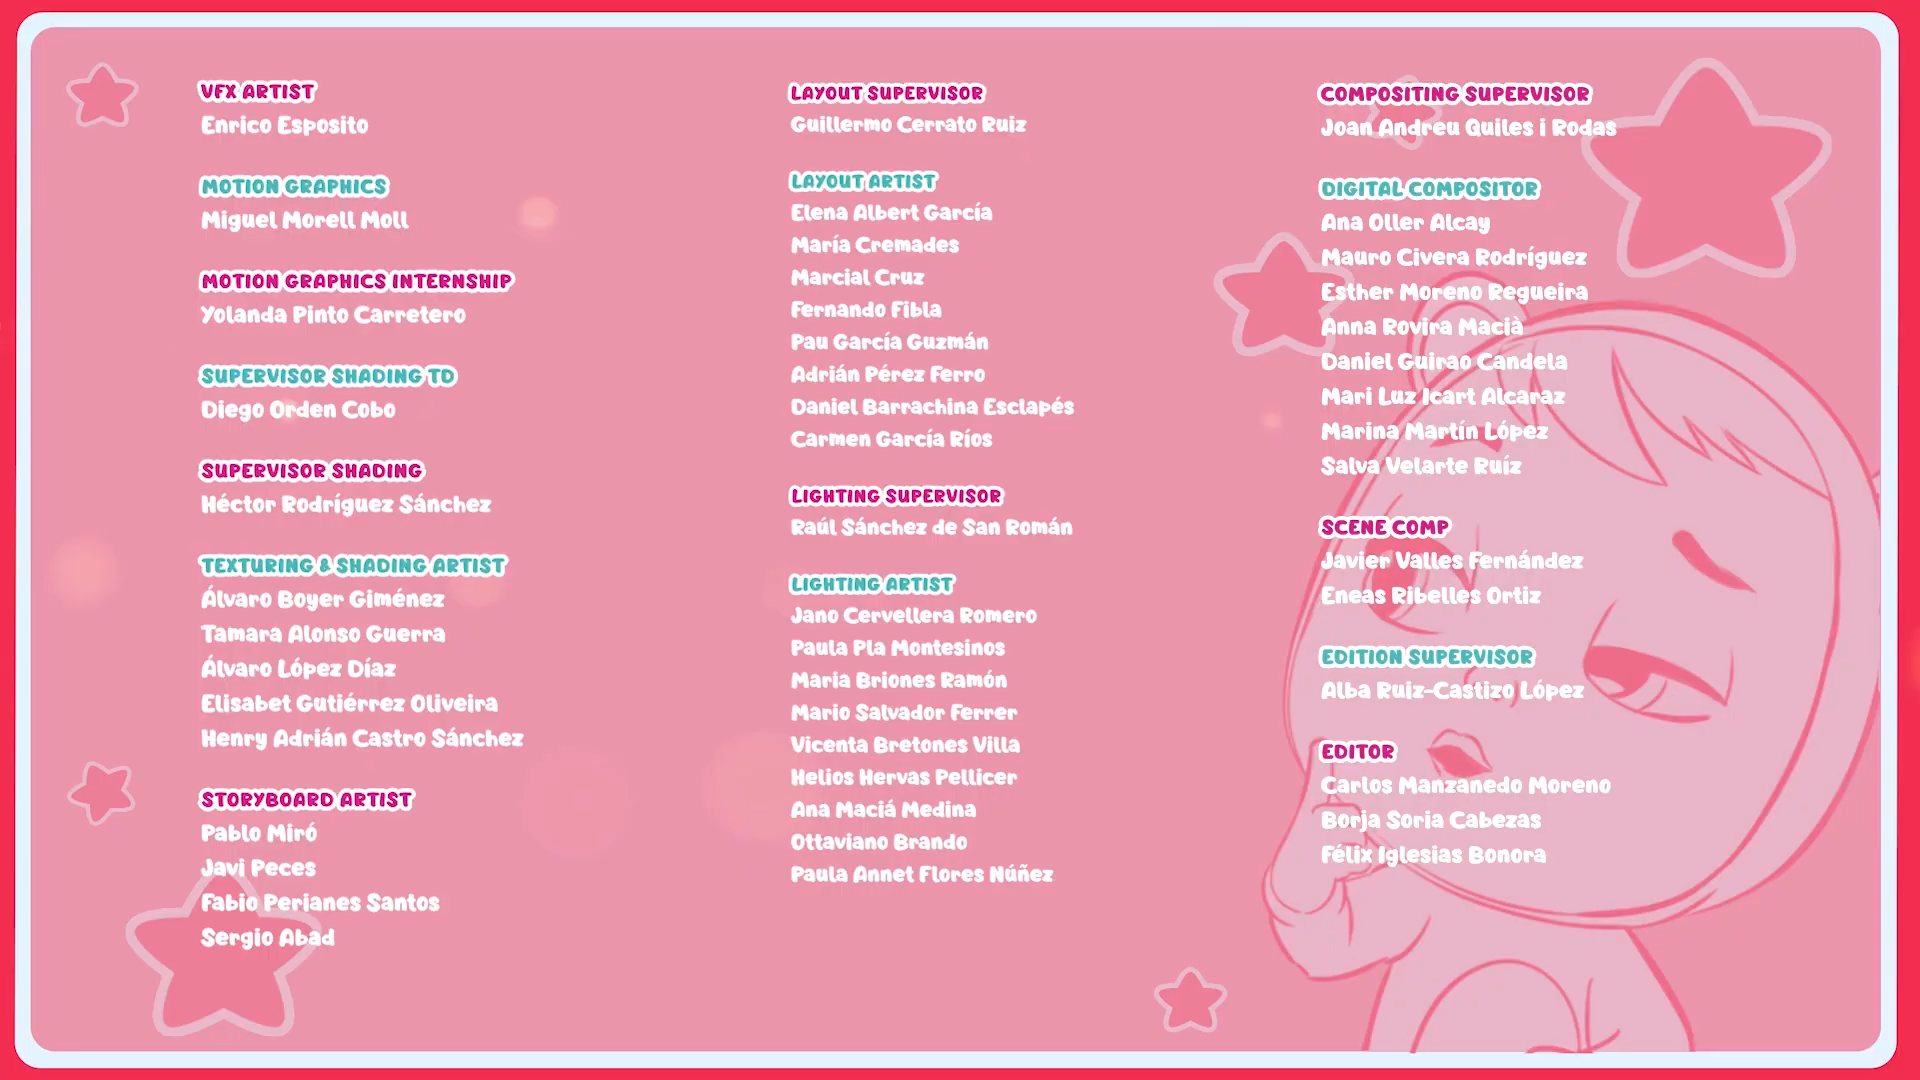 VFX ARTIST
Enrico Esposito
MOTION GRAPHICS
Miguel Morell Moll
MOTION GRAPHICS INTERNSHIP
Yolanda Pinto Carretero
SUPERVISOR SHADING TD
Diego Orden Cobo
SUPERVISOR SHADING
Héctor Rodríguez Sánchez
TEXTURING & SHADING ARTIST
Álvaro Boyer Giménez
Tamara Alonso Guerra
Álvaro López Díaz
Elisabet Gutiérrez Oliveira
Henry Adrián Castro Sánchez
STORYBOARD ARTIST
Pablo Miró
Javi Peces
Fabio Perianes Santos
Sergio Abad
LAYOUT SUPERVISOR
Guillermo Cerrato Ruiz
LAYOUT ARTIST
Elena Albert García
María Cremades
Marcial Cruz
Fernando Fibla
Pau García Guzmán
Adrián Pérez Ferro
Daniel Barrachina Esclapés
Carmen García Ríos
LIGHTING SUPERVISOR
Raúl Sánchez de San Román
LIGHTING ARTIST
Jano Cervellera Romero
Paula Pla Montesinos
Maria Briones Ramón
Mario Salvador Ferrer
Vicenta Bretones Villa
Helios Hervas Pellicer
Ana Maciá Medina
Ottaviano Brando
Paula Annet Flores Núñez
COMPOSITING SUPERVISOR
Joan Andreu Quiles i Rodas
DIGITAL COMPOSITOR
Ana Oller Alcay
Mauro Civera Rodríguez
Esther Moreno Regueira
Anna Rovira Macià
Daniel Guirao Candela
Mari Luz Icart Alcaraz
Marina Martín López
Salva Velarte Ruíz
SCENE COMP
Javier Valles Fernández
Eneas Ribelles Ortiz
EDITION SUPERVISOR
Alba Ruiz-Castizo López
EDITOR
Carlos Manzanedo Moreno
Borja Soria Cabezas
Félix Iglesias Bonora